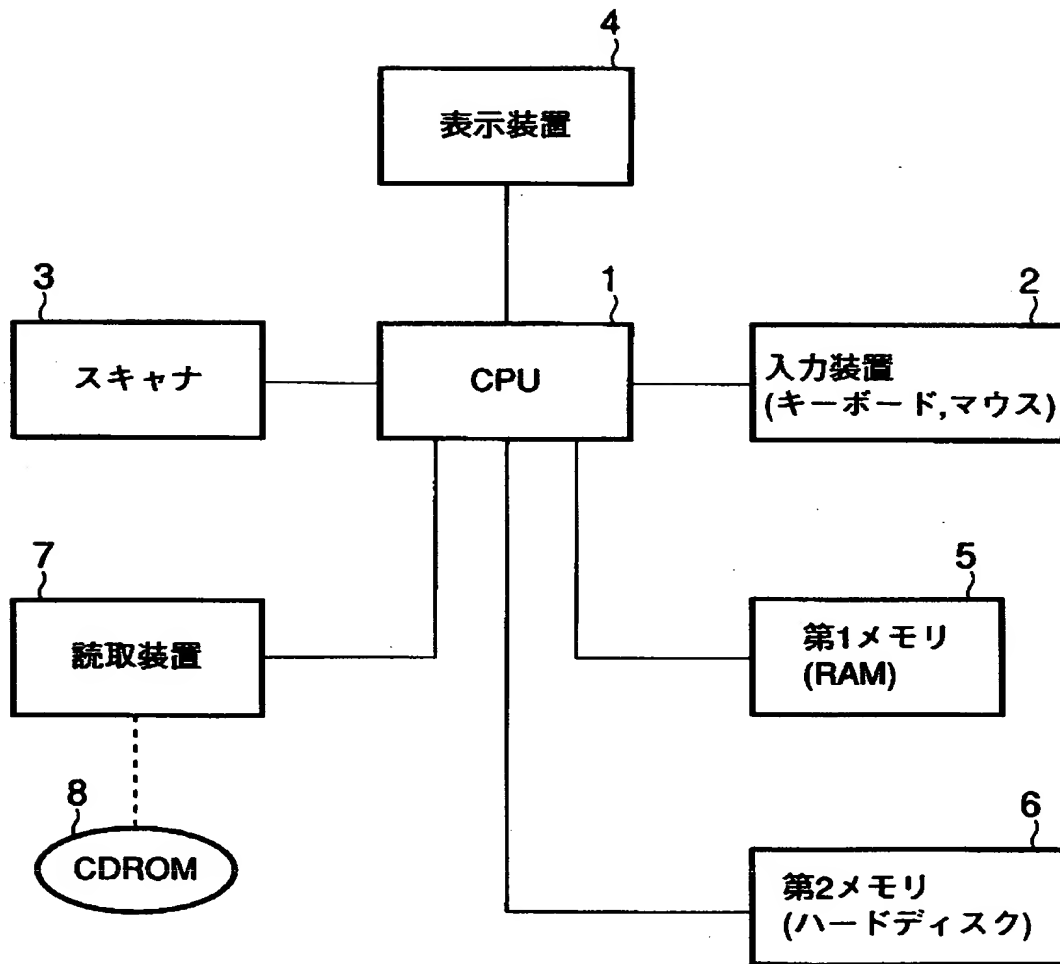 4
表示装置
3
スキャナ
1
CPU
2
入力装置
(キーボード,マウス)
7
読取装置
5
第1メモリ
(RAM)
8
CDROM
6
第2メモリ
(ハードディスク)